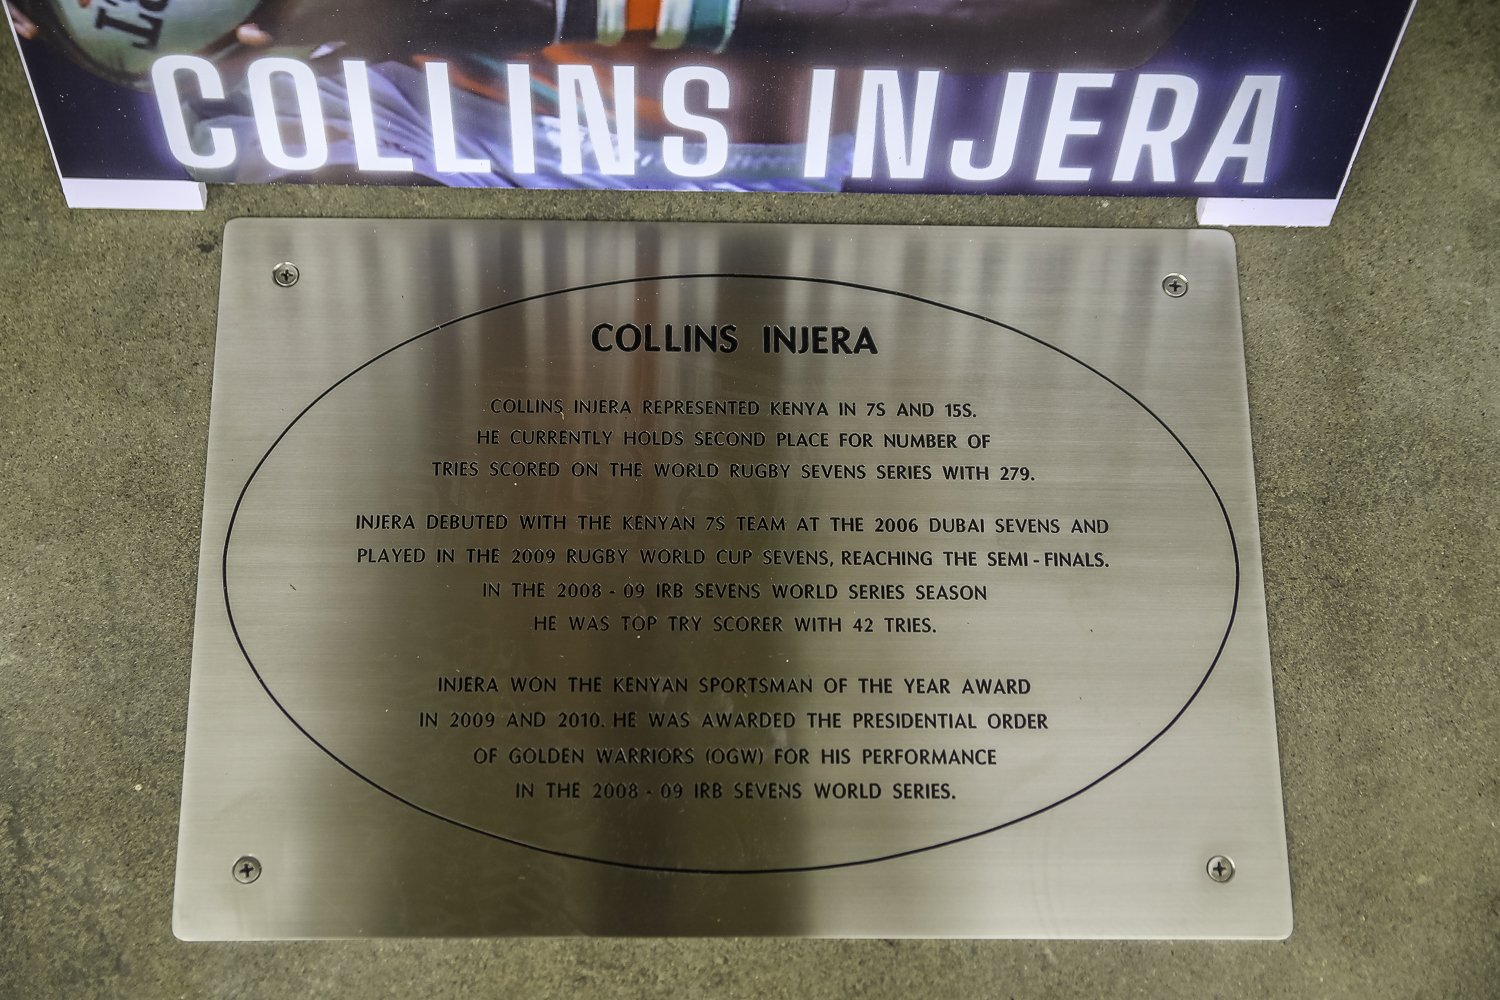 COLLINS INJERA
COLLINS INJERA
COLLINS INJERA REPRESENTED KENYA IN 7S AND 15S.
HE CURRENTLY HOLDS SECOND PLACE FOR NUMBER OF
TRIES SCORED ON THE WORLD RUGBY SEVENS SERIES WITH 279.
INJERA DEBUTED WITH THE KENYAN 7S TEAM AT THE 2006 DUBAI SEVENS AND
PLAYED IN THE 2009 RUGBY WORLD CUP SEVENS, REACHING THE SEMI - FINALS.
IN THE 2008 - 09 IRB SEVENS WORLD SERIES SEASON
HE WAS TOP TRY SCORER WITH 42 TRIES.
INJERA WON THE KENYAN SPORTSMAN OF THE YEAR AWARD
IN 2009 AND 2010. HE WAS AWARDED THE PRESIDENTIAL ORDER
OF GOLDEN WARRIORS (OGW) FOR HIS PERFORMANCE
IN THE 2008 - 09 IRB SEVENS WORLD SERIES.